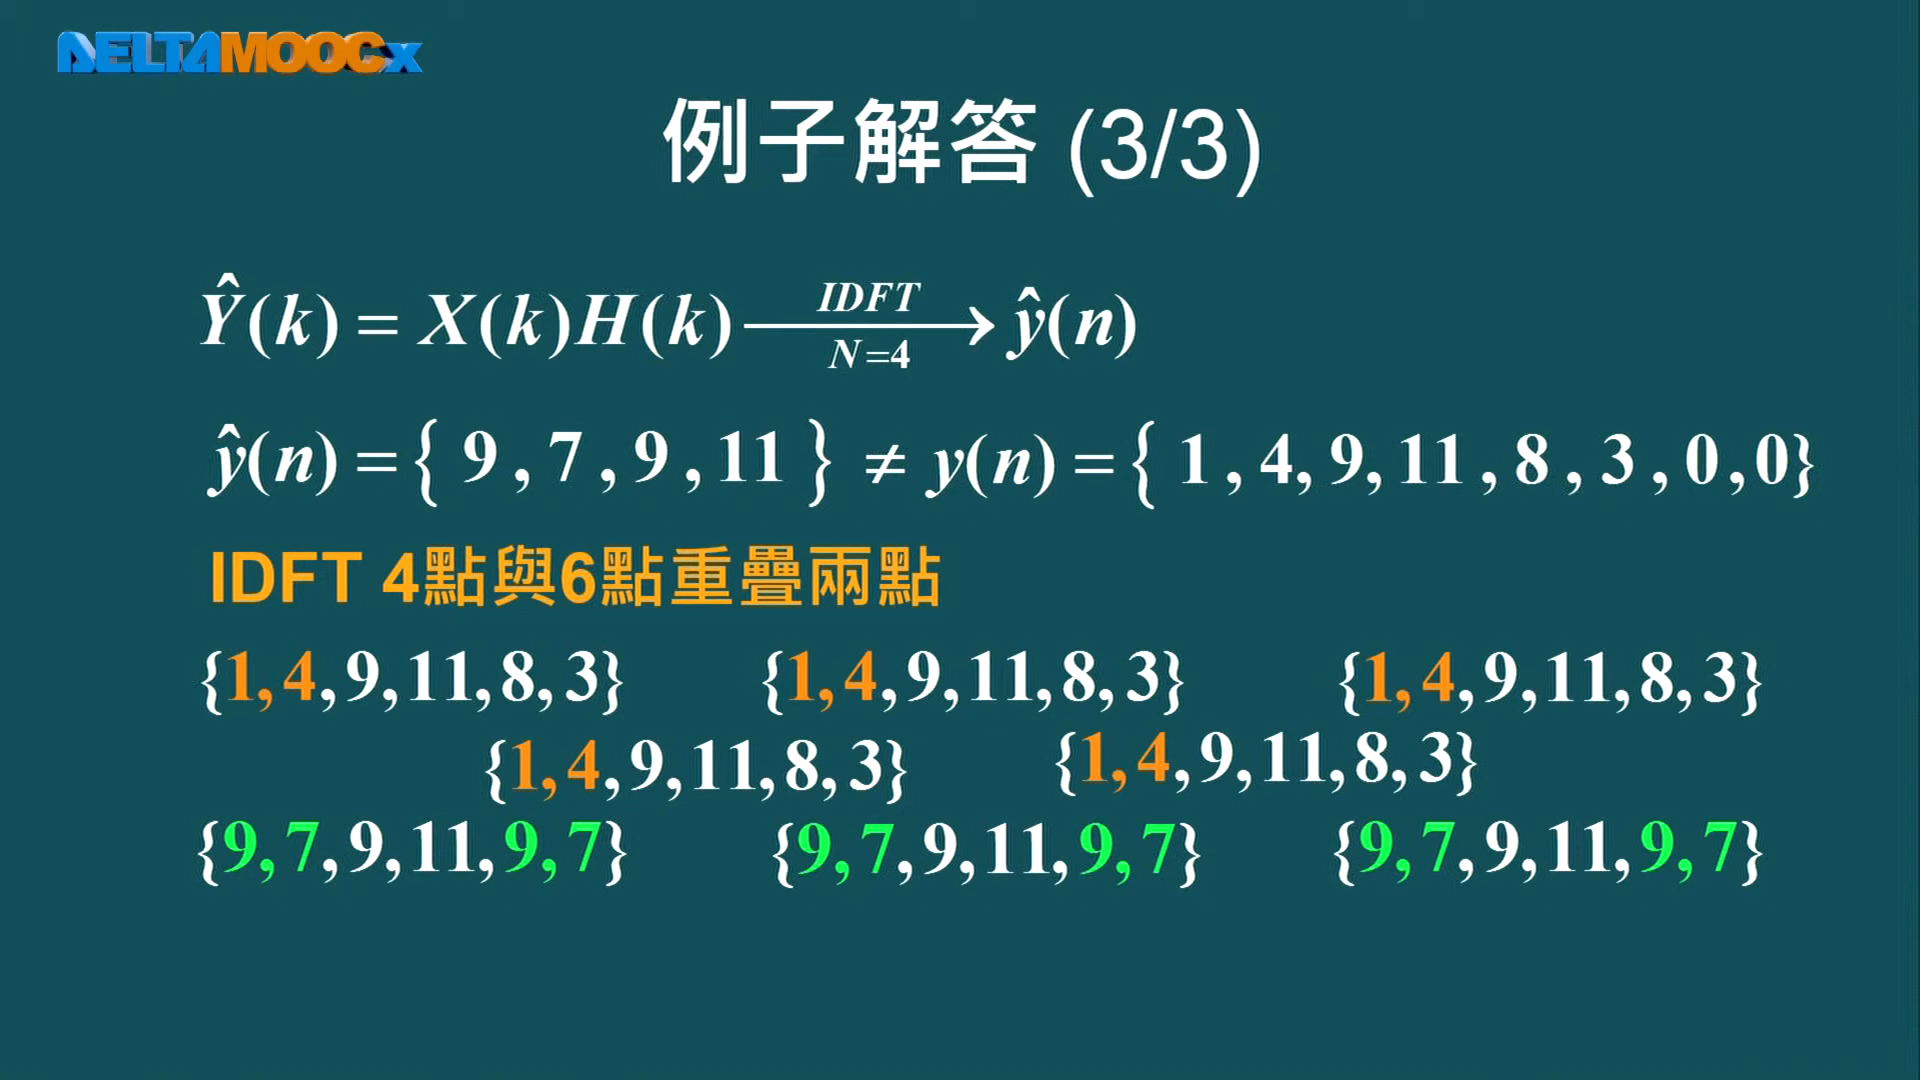 DELTAMOOCx
例子解答 (3/3)
Ŷ(k) = X(k)H(k) —IDFT N=4→ ŷ(n)
ŷ(n) = { 9 , 7 , 9 , 11 } ≠ y(n) = { 1 , 4, 9, 11 , 8 , 3 , 0 , 0}
IDFT 4點與6點重疊兩點
{1, 4, 9, 11, 8, 3} {1, 4, 9, 11, 8, 3} {1, 4, 9, 11, 8, 3}
{1, 4, 9, 11, 8, 3} {1, 4, 9, 11, 8, 3}
{9, 7, 9, 11, 9, 7} {9, 7, 9, 11, 9, 7} {9, 7, 9, 11, 9, 7}